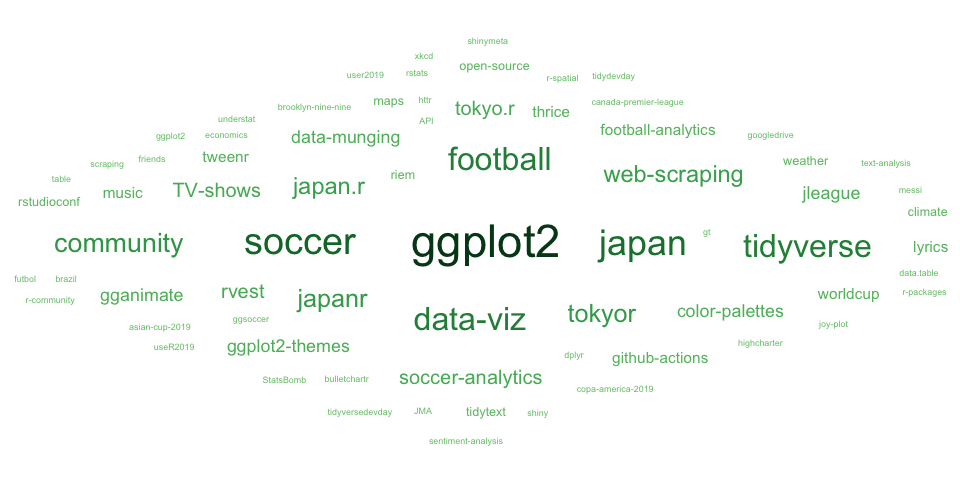 shinymeta
xkcd
open-source
user2019
rstats
r-spatial
tidydevday
brooklyn-nine-nine
maps
httr
tokyo.r
thrice
canada-premier-league
understat
API
ggplot2
economics
data-munging
football-analytics
googledrive
scraping
friends
tweenr
football
weather
text-analysis
table
riem
web-scraping
rstudioconf
music
TV-shows
japan.r
jleague
messi
climate
community
soccer
ggplot2
japan
gt
tidyverse
lyrics
futbol
brazil
data.table
r-community
gganimate
rvest
japanr
worldcup
r-packages
asian-cup-2019
ggsoccer
data-viz
tokyor
color-palettes
joy-plot
useR2019
ggplot2-themes
dplyr
github-actions
highcharter
StatsBomb
bulletchartr
soccer-analytics
copa-america-2019
tidyversedevday
JMA
tidytext
shiny
sentiment-analysis